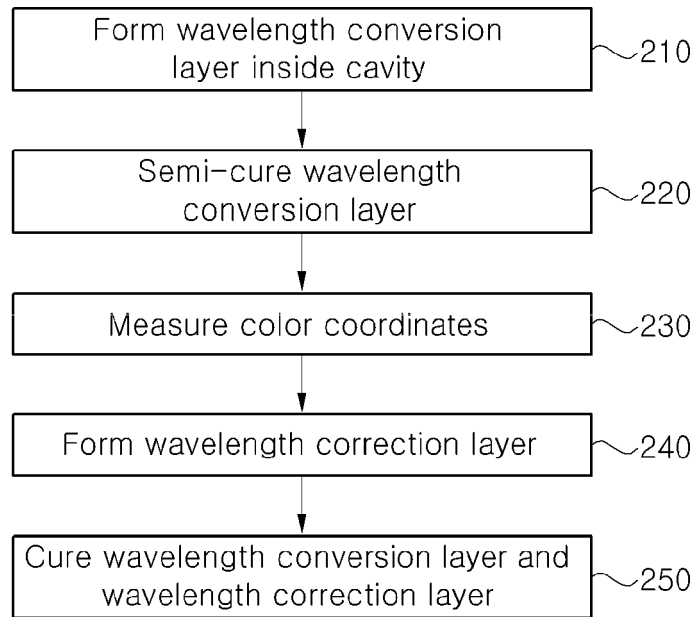 Form wavelength conversion
layer inside cavity
210
Semi-cure wavelength
conversion layer
220
Measure color coordinates
230
Form wavelength correction layer
240
Cure wavelength conversion layer and
wavelength correction layer
250